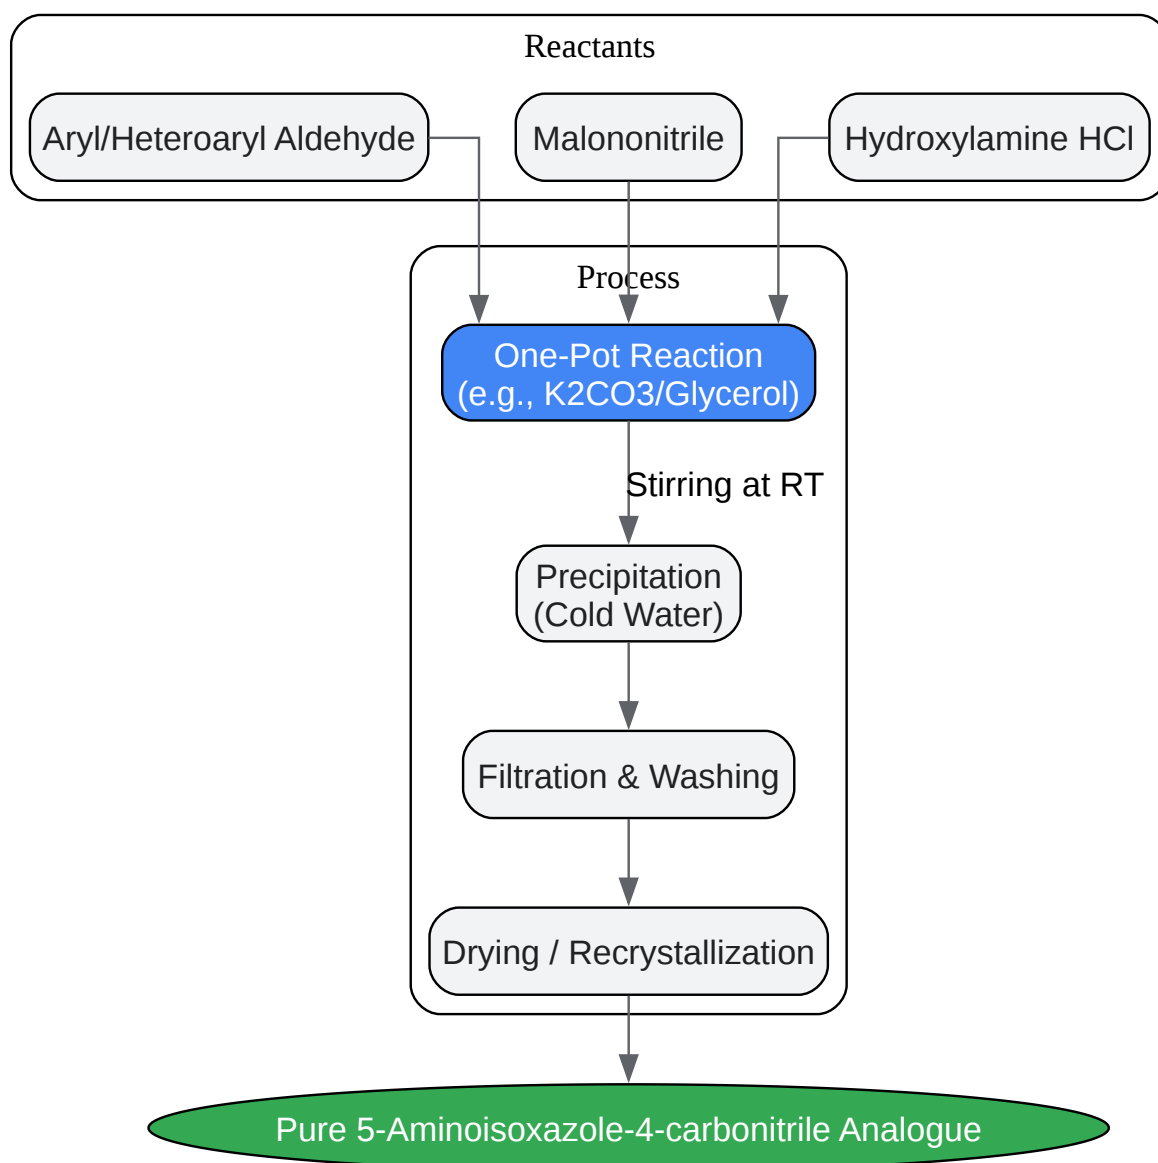 Reactants
Aryl/Heteroaryl Aldehyde
Malononitrile
Hydroxylamine HCl
Process
One-Pot Reaction
(e.g., K2CO3/Glycerol)
Stirring at RT
Precipitation
(Cold Water)
Filtration & Washing
Drying / Recrystallization
Pure 5-Aminoisoxazole-4-carbonitrile Analogue